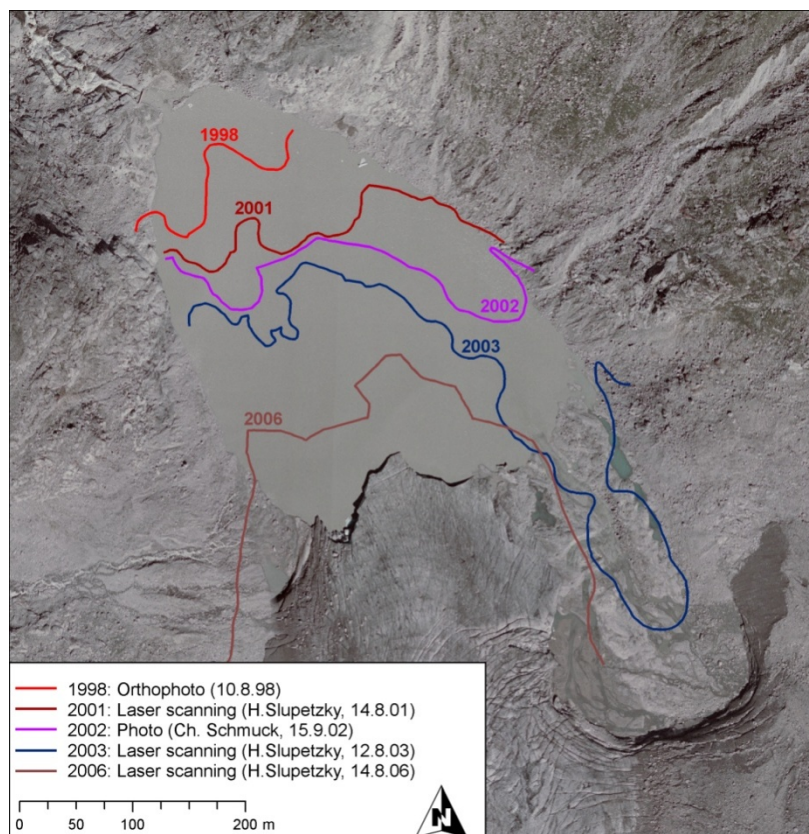 1998
2001
2002
2003
2006
1998: Orthophoto (10.8.98)
2001: Laser scanning (H.Slupetzky, 14.8.01)
2002: Photo (Ch. Schmuck, 15.9.02)
2003: Laser scanning (H.Slupetzky, 12.8.03)
2006: Laser scanning (H.Slupetzky, 14.8.06)
0 50 100 200 m
N